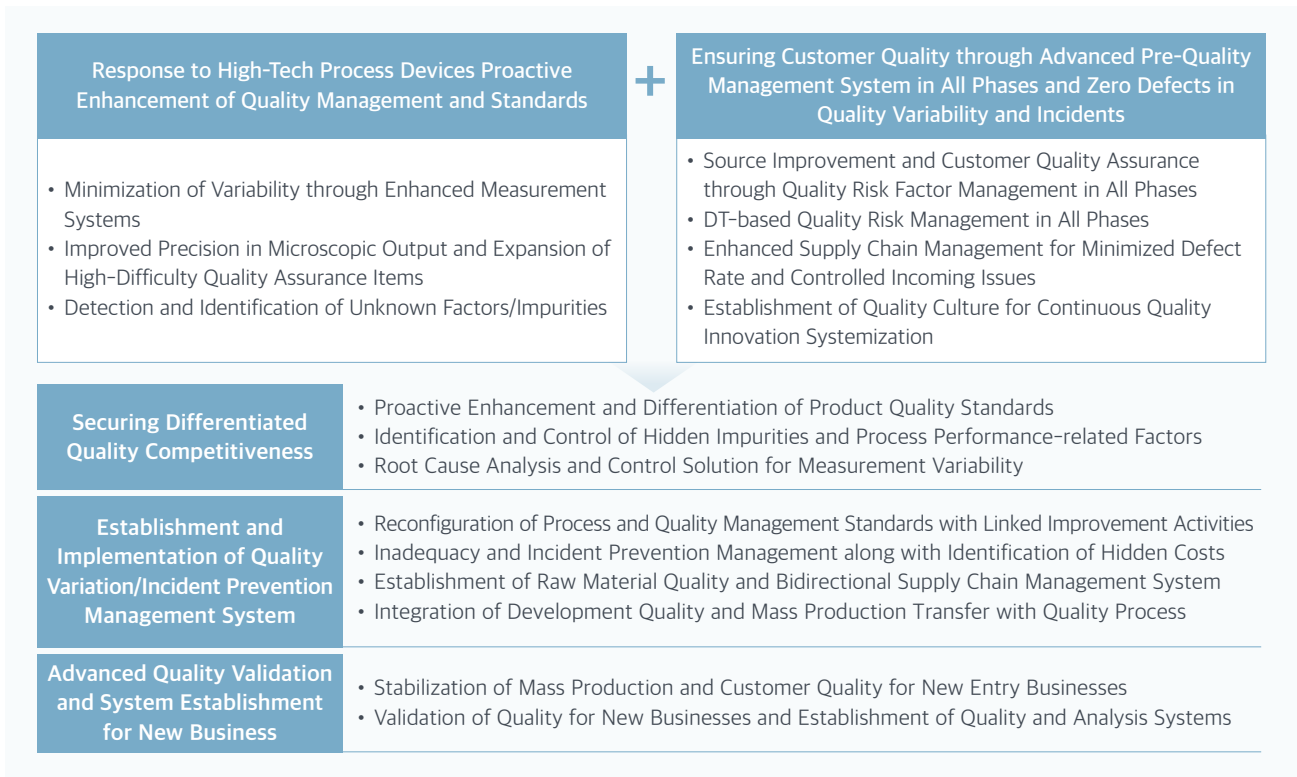 Response to High-Tech Process Devices Proactive
Enhancement of Quality Management and Standards
• Minimization of Variability through Enhanced Measurement
Systems
• Improved Precision in Microscopic Output and Expansion of
High-Difficulty Quality Assurance Items
• Detection and Identification of Unknown Factors/Impurities
+
Ensuring Customer Quality through Advanced Pre-Quality
Management System in All Phases and Zero Defects in
Quality Variability and Incidents
• Source Improvement and Customer Quality Assurance
through Quality Risk Factor Management in All Phases
• DT-based Quality Risk Management in All Phases
• Enhanced Supply Chain Management for Minimized Defect
Rate and Controlled Incoming Issues
• Establishment of Quality Culture for Continuous Quality
Innovation Systemization
Securing Differentiated
Quality Competitiveness
• Proactive Enhancement and Differentiation of Product Quality Standards
• Identification and Control of Hidden Impurities and Process Performance-related Factors
• Root Cause Analysis and Control Solution for Measurement Variability
Establishment and
Implementation of Quality
Variation/Incident Prevention
Management System
• Reconfiguration of Process and Quality Management Standards with Linked Improvement Activities
• Inadequacy and Incident Prevention Management along with Identification of Hidden Costs
• Establishment of Raw Material Quality and Bidirectional Supply Chain Management System
• Integration of Development Quality and Mass Production Transfer with Quality Process
Advanced Quality Validation
and System Establishment
for New Business
• Stabilization of Mass Production and Customer Quality for New Entry Businesses
• Validation of Quality for New Businesses and Establishment of Quality and Analysis Systems